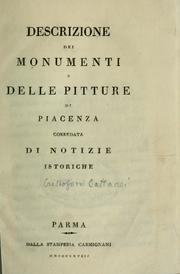 DESCRIZIONE
DEI
MONUMENTI
E
DELLE PITTURE
DI
PIACENZA
CORREDATA
DI NOTIZIE
ISTORICHE
PARMA
DALLA STAMPERIA CARMIGNANI